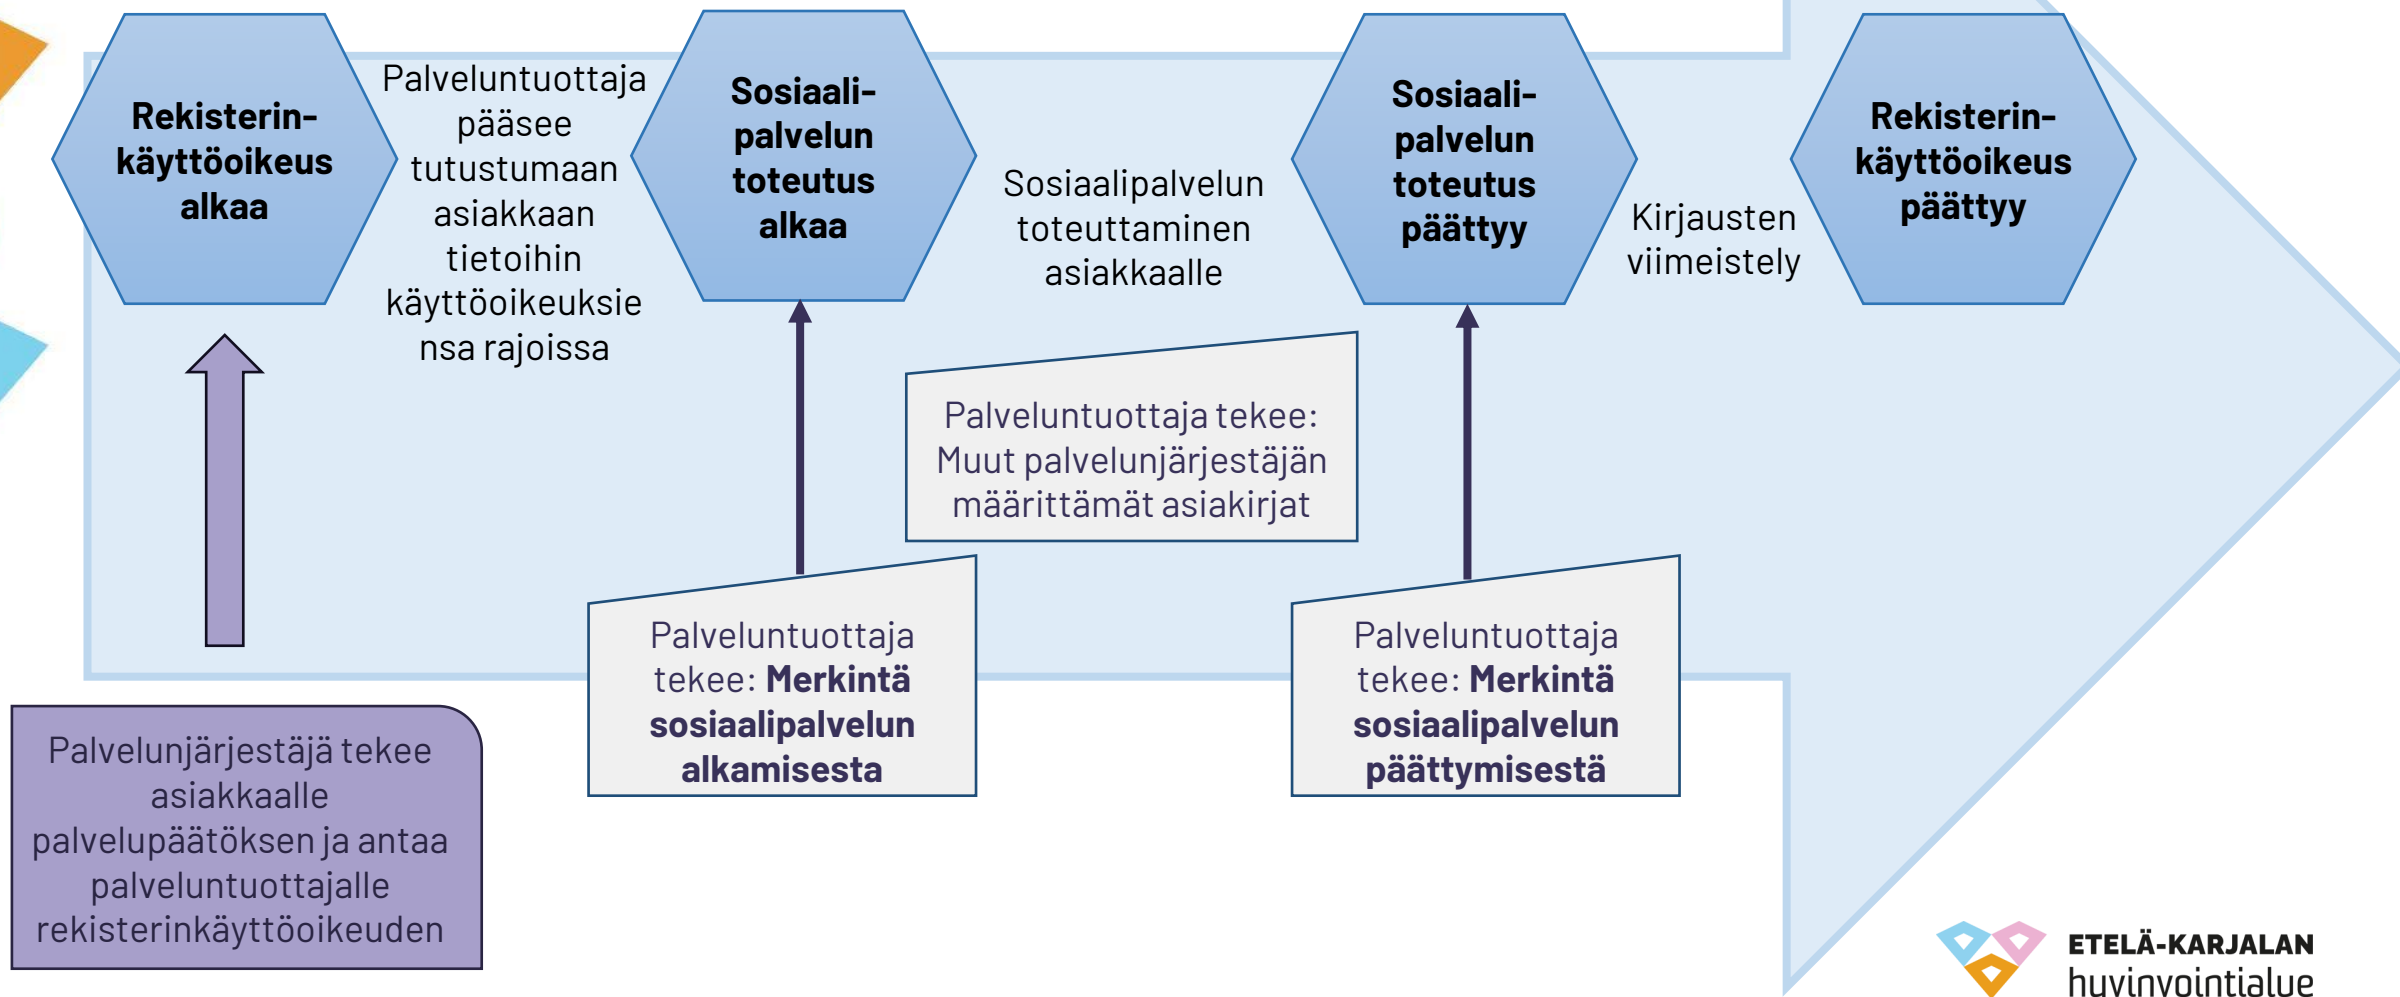 Rekisterin-
käyttöoikeus
alkaa
Palveluntuottaja
pääsee
tutustumaan
asiakkaan
tietoihin
käyttöoikeuksie
nsa rajoissa
Sosiaali-
palvelun
toteutus
alkaa
Sosiaalipalvelun
toteuttaminen
asiakkaalle
Sosiaali-
palvelun
toteutus
päättyy
Kirjausten
viimeistely
Rekisterin-
käyttöoikeus
päättyy
Palveluntuottaja tekee:
Muut palvelunjärjestäjän
määrittämät asiakirjat
Palvelunjärjestäjä tekee
asiakkaalle
palvelupäätöksen ja antaa
palveluntuottajalle
rekisterinkäyttöoikeuden
Palveluntuottaja
tekee: Merkintä
sosiaalipalvelun
alkamisesta
Palveluntuottaja
tekee: Merkintä
sosiaalipalvelun
päättymisestä
ETELÄ-KARJALAN
huvinvointialue